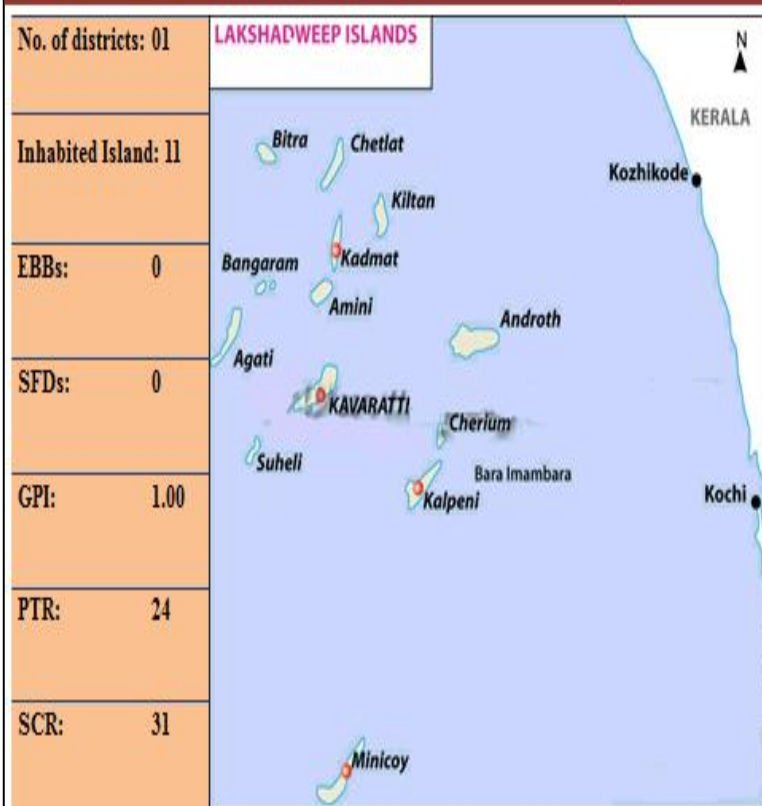 No. of districts: 01
Inhabited Island: 11
EBBs: 0
SFDs: 0
GPI: 1.00
PTR: 24
SCR: 31
LAKSHADWEEP ISLANDS
N
KERALA
Bitra
Chetlat
Kozhikode
Kiltan
Kadmat
Bangaram
Amini
Androth
Agati
KAVARATTI
Cherium
Suheli
Bara Imambara
Kalpeni
Kochi
Minicoy